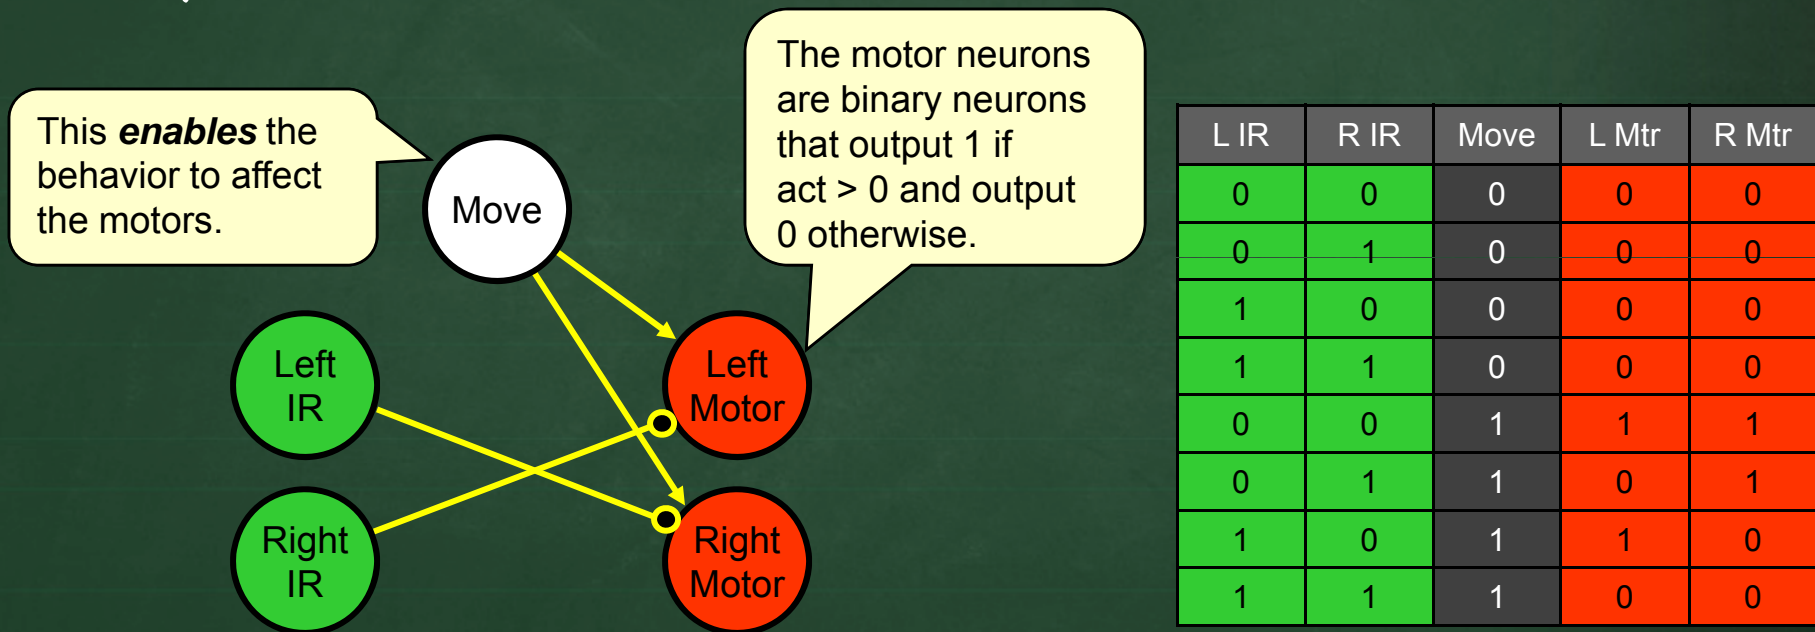 This enables the
behavior to affect
the motors.
Move
The motor neurons
are binary neurons
that output 1 if
act > 0 and output
0 otherwise.
Left
IR
Right
IR
Left
Motor
Right
Motor
L IR R IR Move L Mtr R Mtr
0 0 0 0 0
0 1 0 0 0
1 0 0 0 0
1 1 0 0 0
0 0 1 1 1
0 1 1 0 1
1 0 1 1 0
1 1 1 0 0